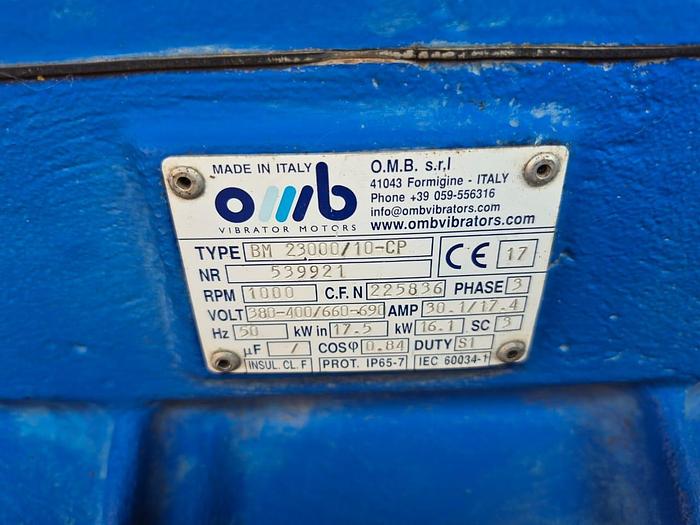 MADE IN ITALY
omb
VIBRATOR MOTORS
O.M.B. s.r.l
41043 Formigine - ITALY
Phone +39 059-556316
info@ombvibrators.com
www.ombvibrators.com
TYPE BM 23000/10-CP CE 17
NR 539921
RPM 1000 C.F. N 225836 PHASE 3
VOLT 380-400/660-690 AMP 30.1/17.4
Hz 50 kW in 17.5 kW 16.1 SC 3
µF / COSφ 0.84 DUTY S1
INSUL. CL. F PROT. IP65-7 IEC 60034-1